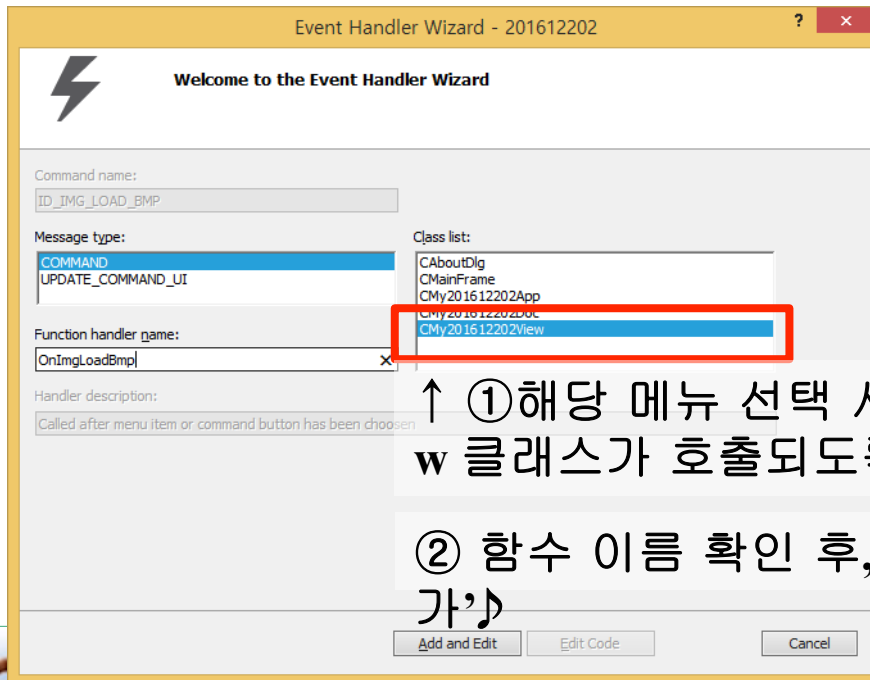 Event Handler Wizard - 201612202
? ×
Welcome to the Event Handler Wizard
Command name:
ID_IMG_LOAD_BMP
Message type:
Class list:
COMMAND
UPDATE_COMMAND_UI
CAboutDlg
CMainFrame
CMy201612202App
CMy201612202Doc
CMy201612202View
Function handler name:
OnImgLoadBmp
Handler description:
Called after menu item or command button has been choosen
↑ ①해당 메뉴 선택
w 클래스가 호출되도록
② 함수 이름 확인 후,
가’♪
Add and Edit
Edit Code
Cancel